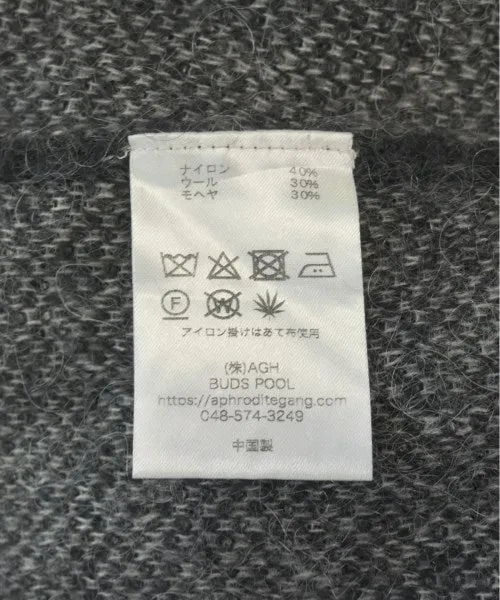 ナイロン 40%
ウール 30%
モヘヤ 30%
F W
アイロン掛けはあて布使用
(株)AGH
BUDS POOL
https://aphroditegang.com/
048-574-3249
中国製